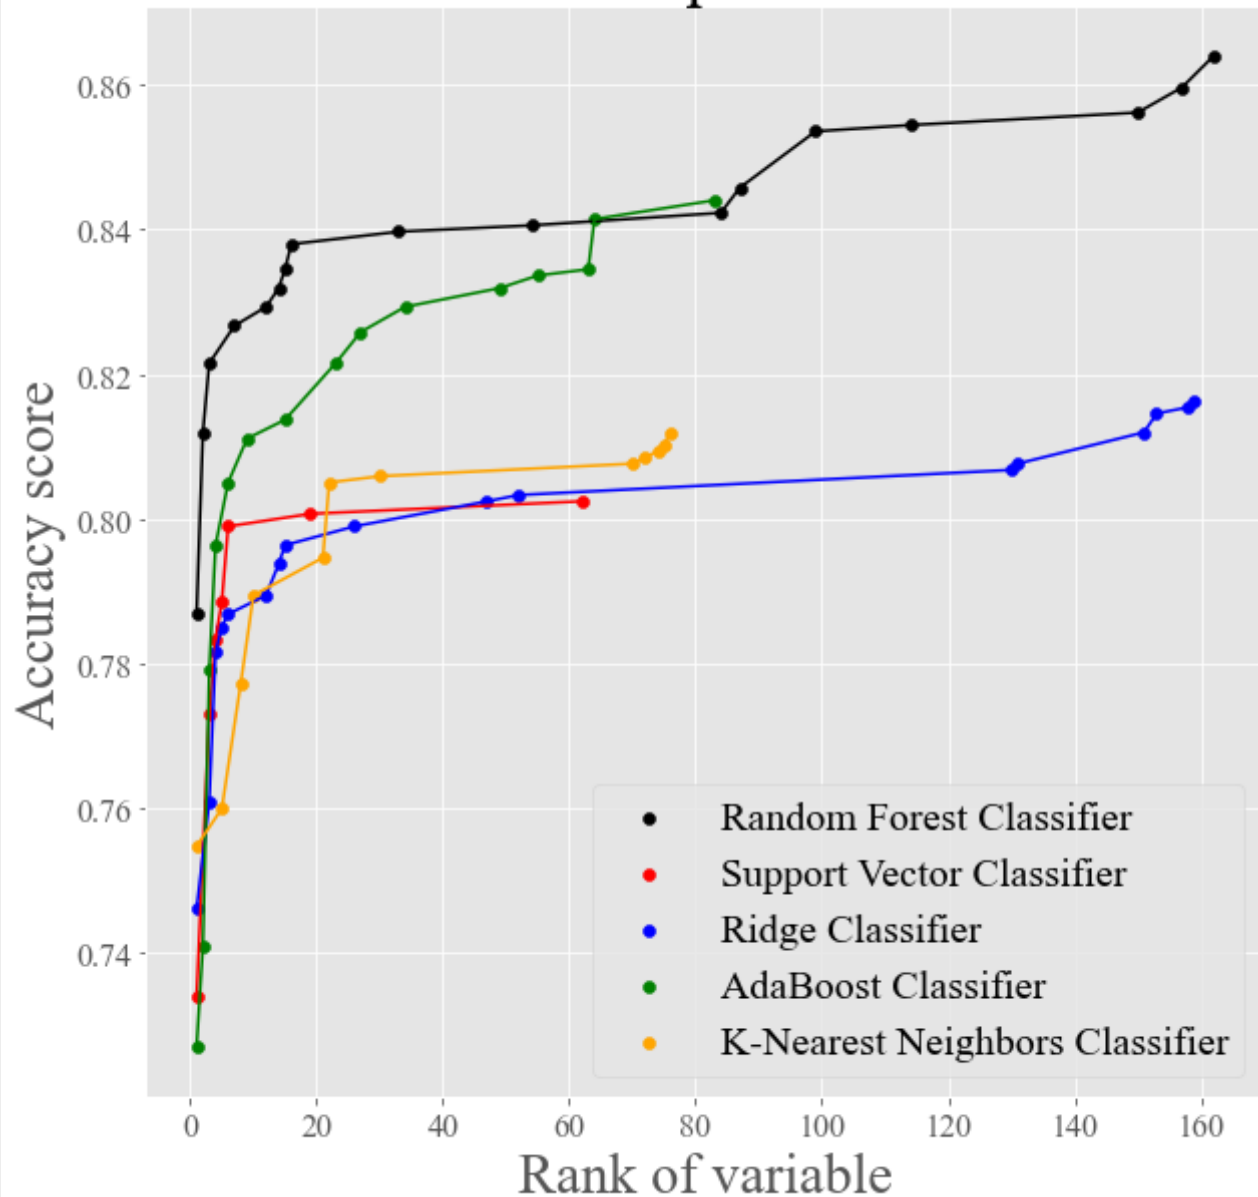 0.86
0.84
0.82
0.80
0.78
0.76
0.74
Accuracy score
0 20 40 60 80 100 120 140 160
Rank of variable
Random Forest Classifier
Support Vector Classifier
Ridge Classifier
AdaBoost Classifier
K-Nearest Neighbors Classifier